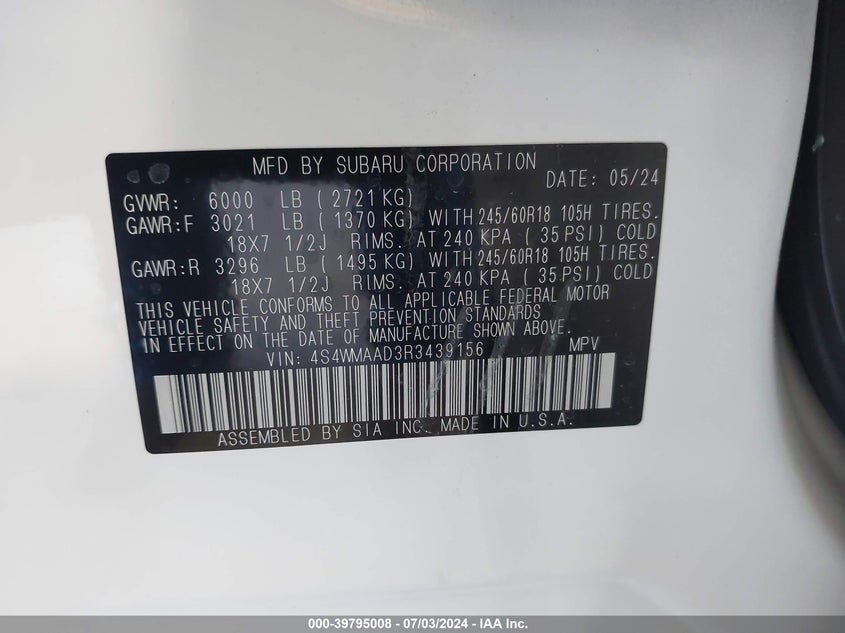 MFD BY SUBARU CORPORATION
DATE: 05/24
GVWR: 6000 LB ( 2721 KG)
GAWR:F 3021 LB ( 1370 KG) WITH 245/60R18 105H TIRES.
18X7 1/2J RIMS. AT 240 KPA ( 35 PSI) COLD
GAWR:R 3296 LB ( 1495 KG) WITH 245/60R18 105H TIRES.
18X7 1/2J RIMS. AT 240 KPA ( 35 PSI) COLD
THIS VEHICLE CONFORMS TO ALL APPLICABLE FEDERAL MOTOR
VEHICLE SAFETY AND THEFT PREVENTION STANDARDS
IN EFFECT ON THE DATE OF MANUFACTURE SHOWN ABOVE.
VIN: 4S4WMAAD3R3439156 MPV
ASSEMBLED BY SIA INC. MADE IN U.S.A.
000-39795008 - 07/03/2024 - IAA Inc.